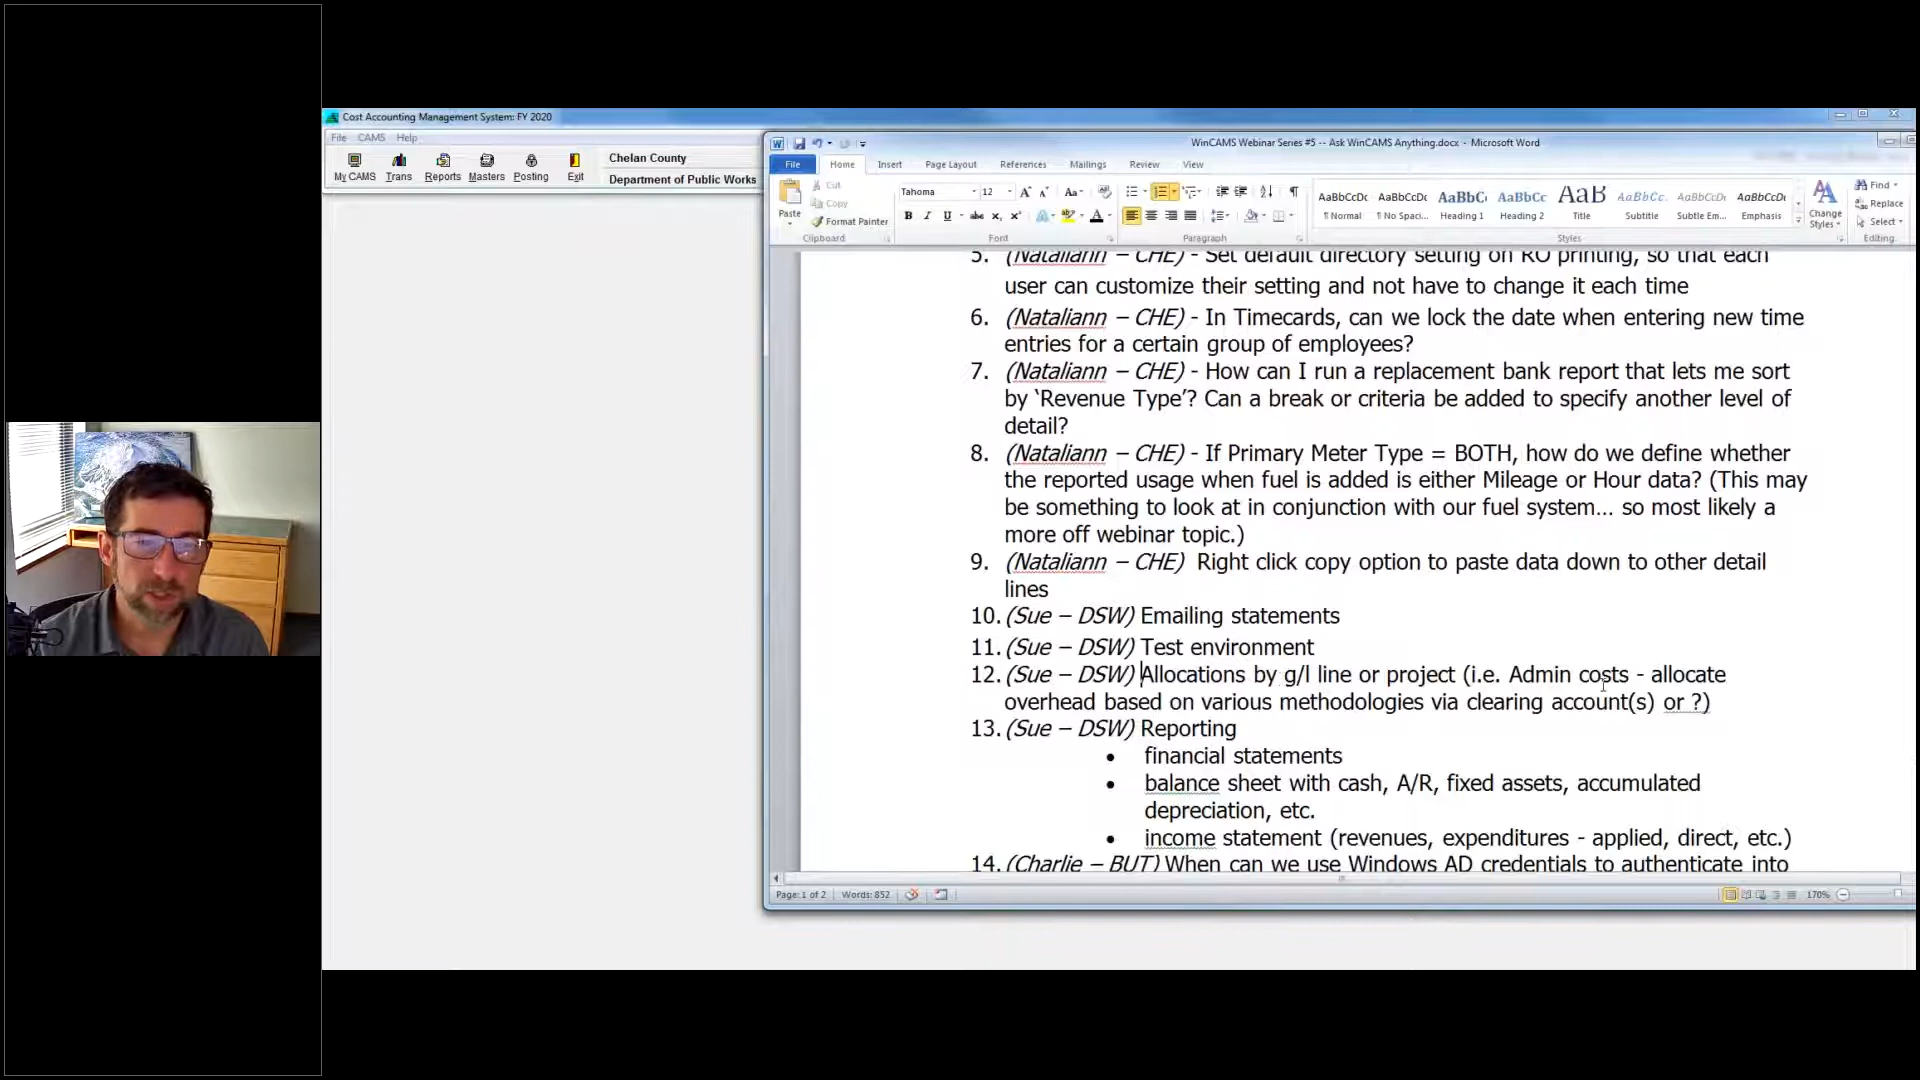 Cost Accounting Management System: FY 2020
File CAMS Help
My CAMS Trans Reports Masters Posting Exit
Chelan County
Department of Public Works
WinCAMS Webinar Series #5 -- Ask WinCAMS Anything.docx - Microsoft Word
File Home Insert Page Layout References Mailings Review View
Paste
Cut
Copy
Format Painter
Clipboard
Tahoma 12
Font
Paragraph
AaBbCcDc AaBbCcDc AaBbC AaBbCc AaB AaBbCc. AaBbCcDc AaBbCcDc
¶ Normal ¶ No Spaci... Heading 1 Heading 2 Title Subtitle Subtle Em... Emphasis
Styles
Change Styles
Find
Replace
Select
Editing
5. (Nataliann – CHE) - Set default directory setting on RO printing, so that each
user can customize their setting and not have to change it each time
6. (Nataliann – CHE) - In Timecards, can we lock the date when entering new time
entries for a certain group of employees?
7. (Nataliann – CHE) - How can I run a replacement bank report that lets me sort
by ‘Revenue Type’? Can a break or criteria be added to specify another level of
detail?
8. (Nataliann – CHE) - If Primary Meter Type = BOTH, how do we define whether
the reported usage when fuel is added is either Mileage or Hour data? (This may
be something to look at in conjunction with our fuel system… so most likely a
more off webinar topic.)
9. (Nataliann – CHE) Right click copy option to paste data down to other detail
lines
10. (Sue – DSW) Emailing statements
11. (Sue – DSW) Test environment
12. (Sue – DSW) Allocations by g/l line or project (i.e. Admin costs - allocate
overhead based on various methodologies via clearing account(s) or ?)
13. (Sue – DSW) Reporting
• financial statements
• balance sheet with cash, A/R, fixed assets, accumulated
depreciation, etc.
• income statement (revenues, expenditures - applied, direct, etc.)
14. (Charlie – BUT) When can we use Windows AD credentials to authenticate into
Page: 1 of 2 Words: 852 170%